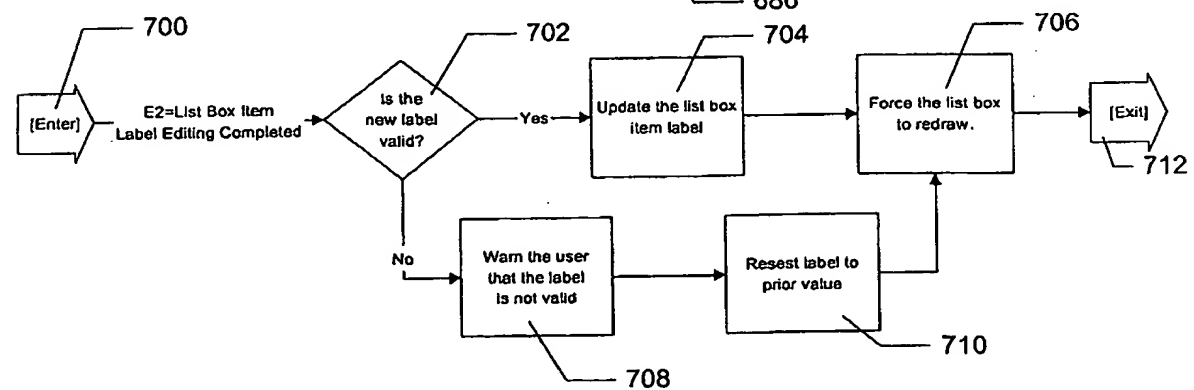 686
700
702
704
706
[Enter]
E2=List Box Item
Label Editing Completed
Is the
new label
valid?
Yes
Update the list box
item label
Force the list box
to redraw.
[Exit]
712
No
Warn the user
that the label
is not valid
Resest label to
prior value
708
710